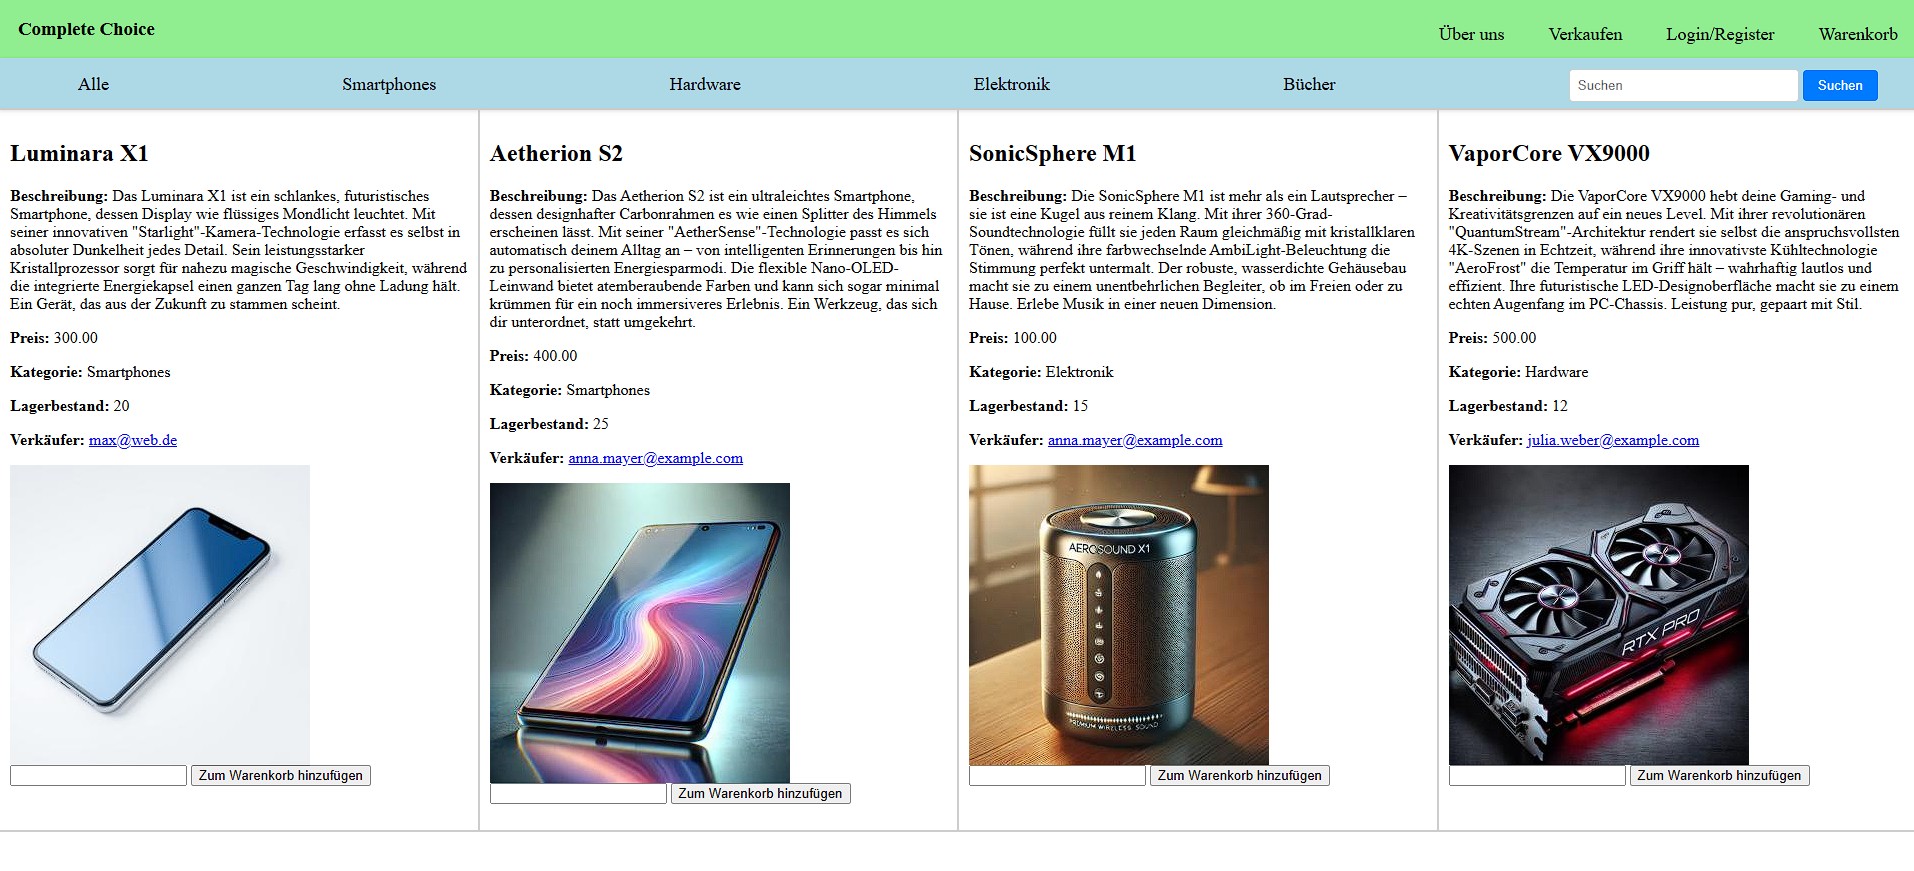 Complete Choice
Über uns
Verkaufen
Login/Register
Warenkorb
Alle
Smartphones
Hardware
Elektronik
Bücher
Suchen
Suchen
Luminara X1
Beschreibung: Das Luminara X1 ist ein schlankes, futuristisches
Smartphone, dessen Display wie flüssiges Mondlicht leuchtet. Mit
seiner innovativen "Starlight"-Kamera-Technologie erfasst es selbst in
absoluter Dunkelheit jedes Detail. Sein leistungsstarker
Kristallprozessor sorgt für nahezu magische Geschwindigkeit, während
die integrierte Energiekapsel einen ganzen Tag lang ohne Ladung hält.
Ein Gerät, das aus der Zukunft zu stammen scheint.
Preis: 300.00
Kategorie: Smartphones
Lagerbestand: 20
Verkäufer: max@web.de
Zum Warenkorb hinzufügen
Aetherion S2
Beschreibung: Das Aetherion S2 ist ein ultraleichtes Smartphone,
dessen designhafter Carbonrahmen es wie einen Splitter des Himmels
erscheinen lässt. Mit seiner "AetherSense"-Technologie passt es sich
automatisch deinem Alltag an – von intelligenten Erinnerungen bis hin
zu personalisierten Energiesparmodi. Die flexible Nano-OLED-
Leinwand bietet atemberaubende Farben und kann sich sogar minimal
krümmen für ein noch immersiveres Erlebnis. Ein Werkzeug, das sich
dir unterordnet, statt umgekehrt.
Preis: 400.00
Kategorie: Smartphones
Lagerbestand: 25
Verkäufer: anna.mayer@example.com
Zum Warenkorb hinzufügen
SonicSphere M1
Beschreibung: Die SonicSphere M1 ist mehr als ein Lautsprecher –
sie ist eine Kugel aus reinem Klang. Mit ihrer 360-Grad-
Soundtechnologie füllt sie jeden Raum gleichmäßig mit kristallklaren
Tönen, während ihre farbwechselnde AmbiLight-Beleuchtung die
Stimmung perfekt untermalt. Der robuste, wasserdichte Gehäusebau
macht sie zu einem unentbehrlichen Begleiter, ob im Freien oder zu
Hause. Erlebe Musik in einer neuen Dimension.
Preis: 100.00
Kategorie: Elektronik
Lagerbestand: 15
Verkäufer: anna.mayer@example.com
AEROSOUND X1
PREMIUM WIRELESS SOUND
Zum Warenkorb hinzufügen
VaporCore VX9000
Beschreibung: Die VaporCore VX9000 hebt deine Gaming- und
Kreativitätsgrenzen auf ein neues Level. Mit ihrer revolutionären
"QuantumStream"-Architektur rendert sie selbst die anspruchsvollsten
4K-Szenen in Echtzeit, während ihre innovativste Kühltechnologie
"AeroFrost" die Temperatur im Griff hält – wahrhaftig lautlos und
effizient. Ihre futuristische LED-Designoberfläche macht sie zu einem
echten Augenfang im PC-Chassis. Leistung pur, gepaart mit Stil.
Preis: 500.00
Kategorie: Hardware
Lagerbestand: 12
Verkäufer: julia.weber@example.com
RTX PRO
Zum Warenkorb hinzufügen